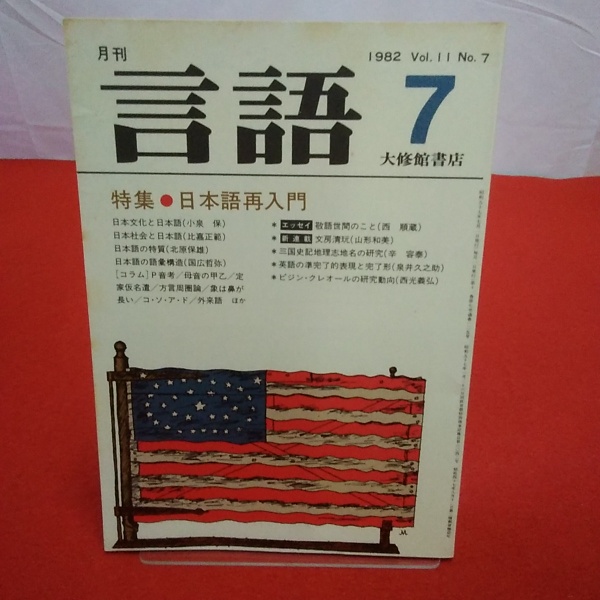 月刊
1982 Vol.11 No.7
言語
7
大修館書店
特集●日本語再入門
日本文化と日本語(小泉 保)
日本社会と日本語(比嘉正範)
日本語の特質(北原保雄)
日本語の語彙構造(国広哲弥)
[コラム]P音考/母音の甲乙/定
家仮名遣/方言周圏論/象は鼻が
長い/コ・ソ・ア・ド/外来語 ほか
●エッセイ 敬語世間のこと(西 順蔵)
●新連載 文房清玩(山形和美)
●三国史記地理志地名の研究(辛 容泰)
●英語の準完了的表現と完了形(泉井久之助)
●ピジン・クレオールの研究動向(西光義弘)